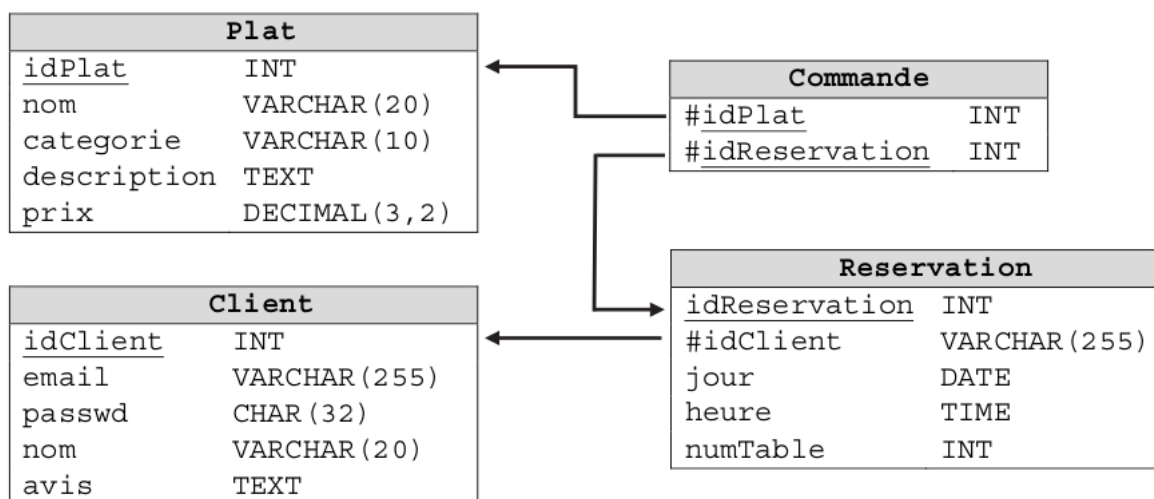 Plat
idPlat INT
nom VARCHAR(20)
categorie VARCHAR(10)
description TEXT
prix DECIMAL(3,2)
Commande
#idPlat INT
#idReservation INT
Client
idClient INT
email VARCHAR(255)
passwd CHAR(32)
nom VARCHAR(20)
avis TEXT
Reservation
idReservation INT
#idClient VARCHAR(255)
jour DATE
heure TIME
numTable INT